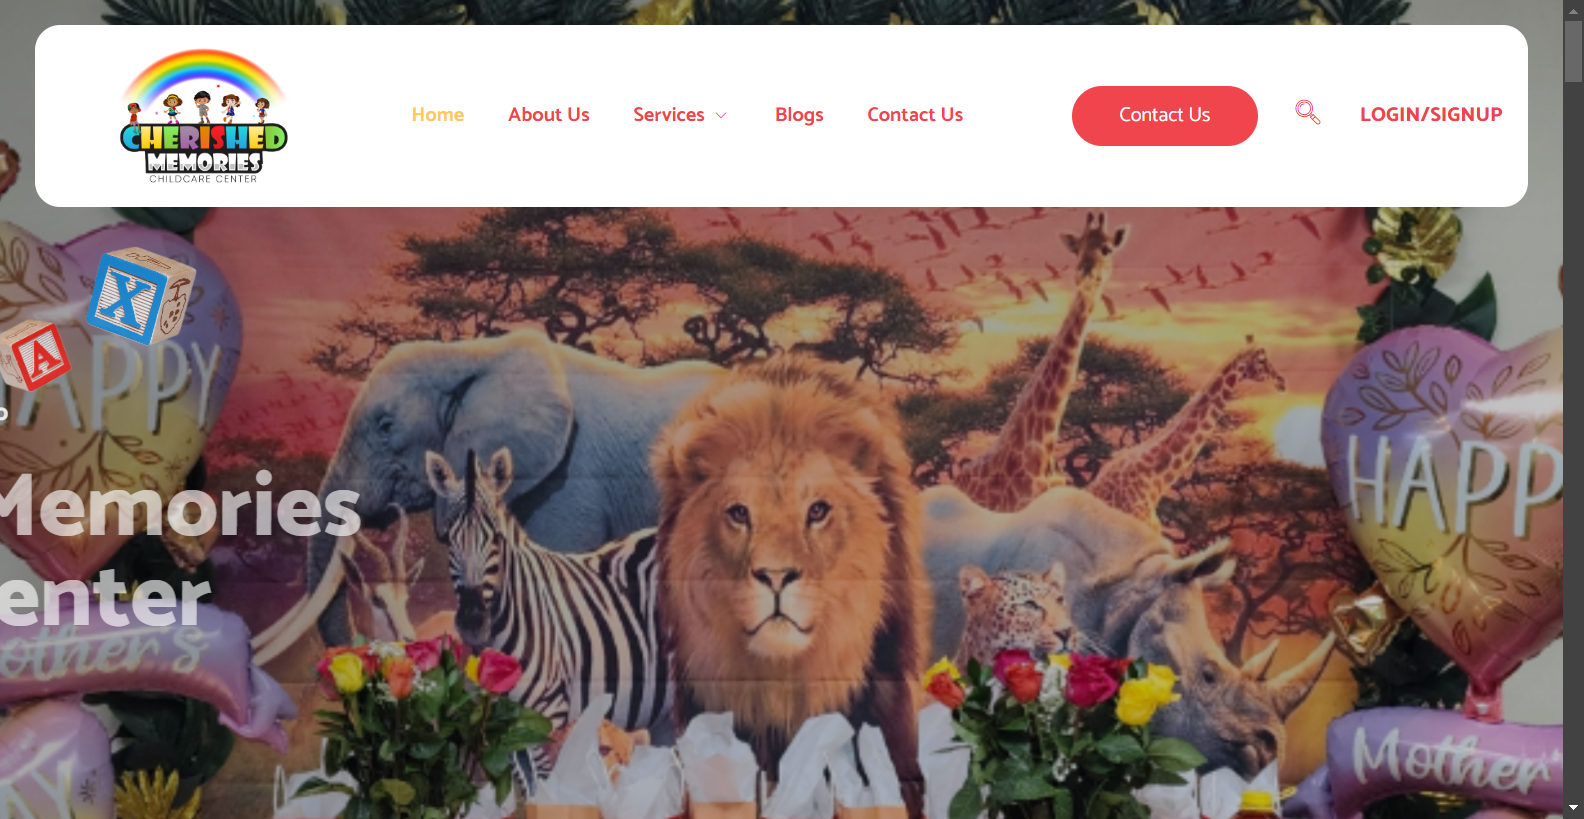 CHERISHED
MEMORIES
CHILDCARE CENTER
Home
About Us
Services
Blogs
Contact Us
Contact Us
LOGIN/SIGNUP
X
A
HAPPY
Memories
enter
other's
HAPP
Mother